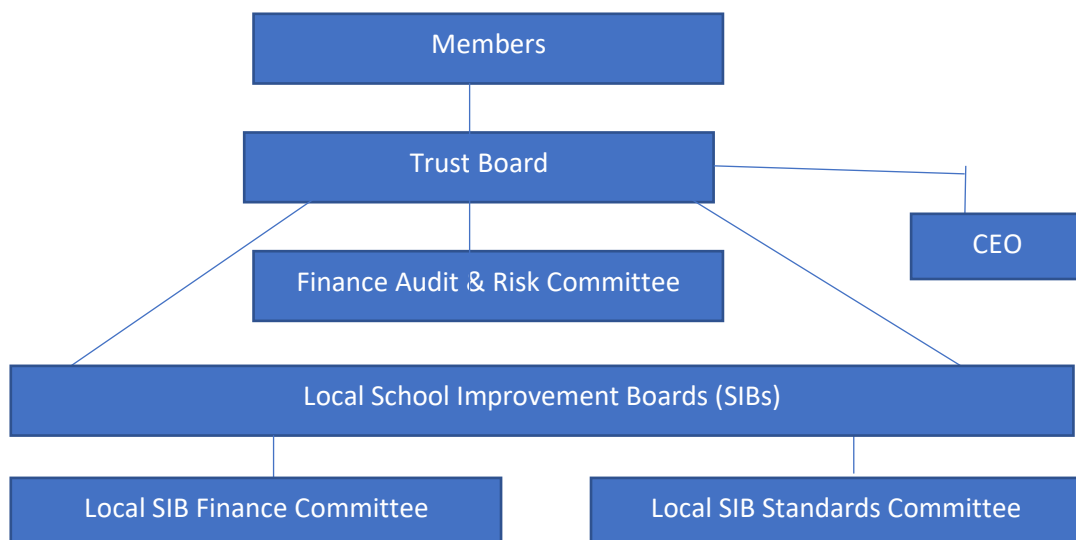 Members
Trust Board
CEO
Finance Audit & Risk Committee
Local School Improvement Boards (SIBs)
Local SIB Finance Committee
Local SIB Standards Committee